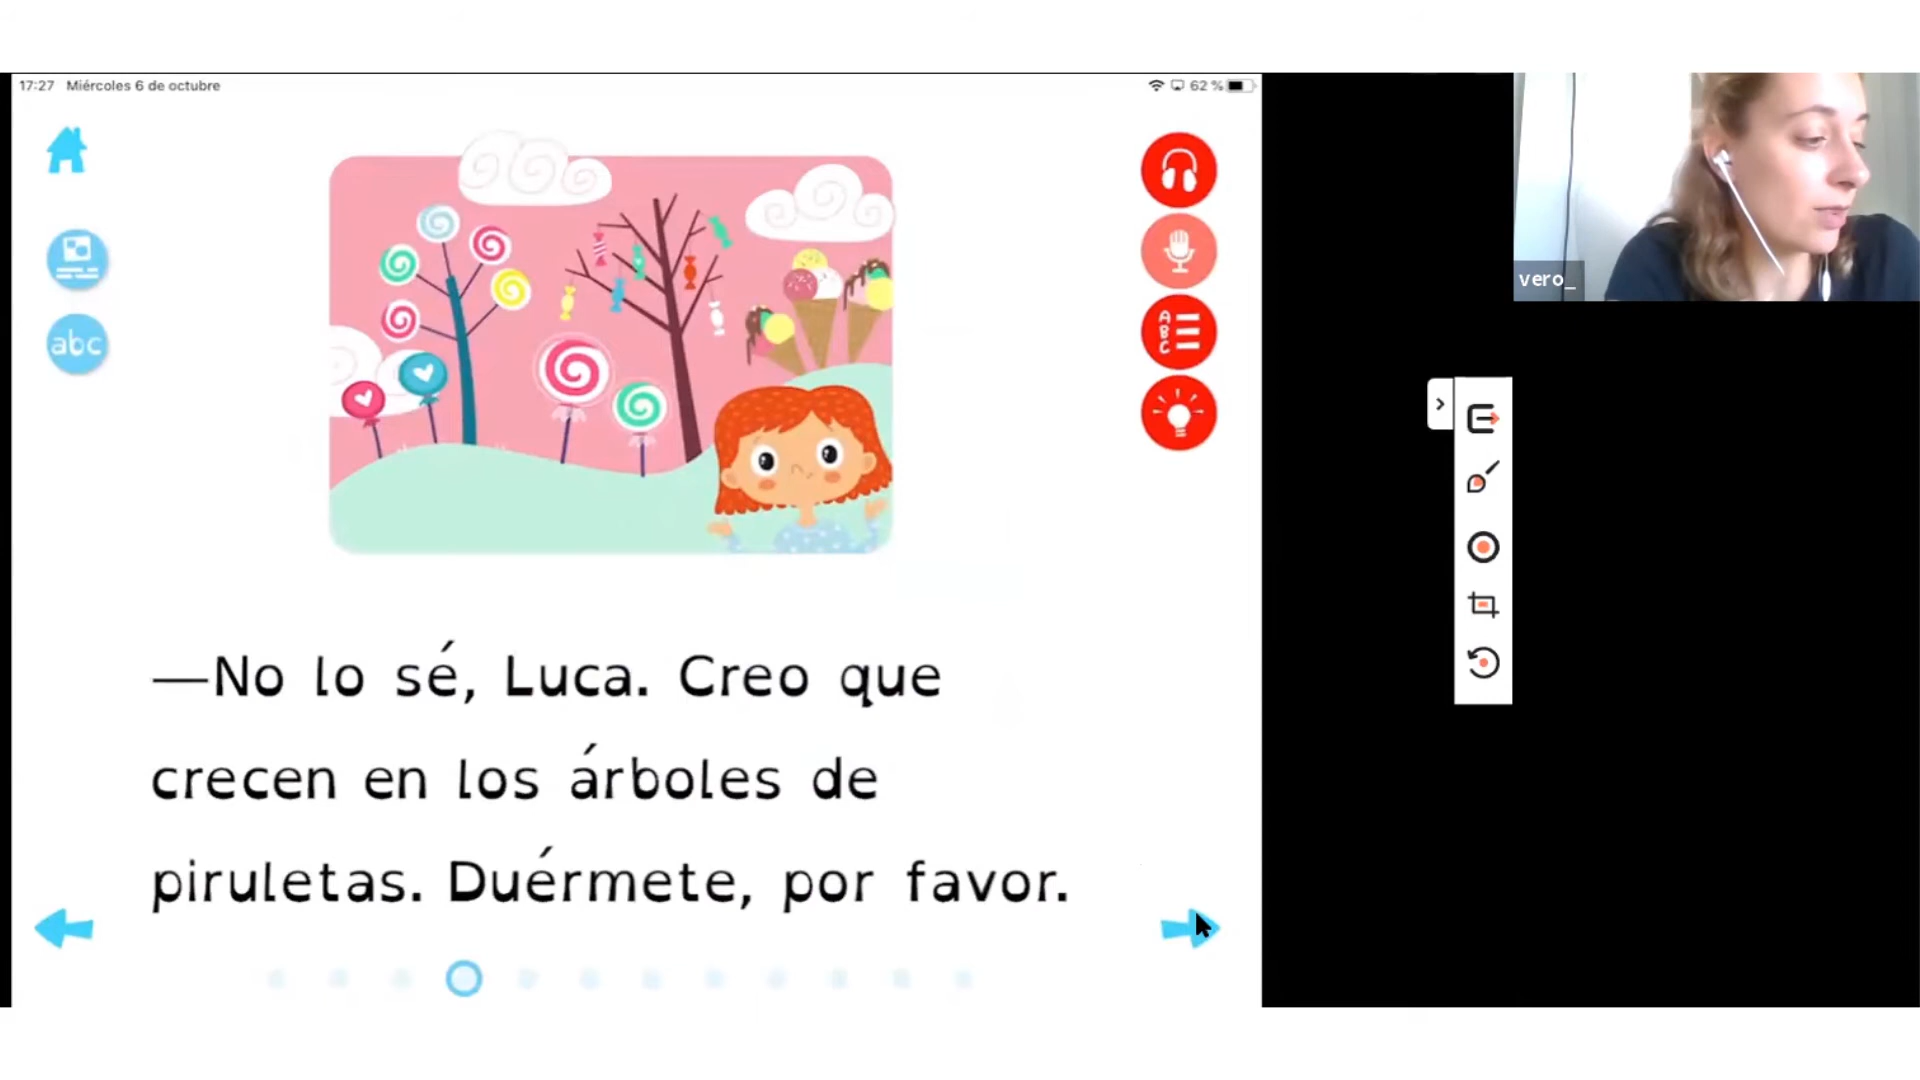 17:27 Miércoles 6 de octubre
62 %
abc
A
B
C
vero_
—No lo sé, Luca. Creo que
crecen en los árboles de
piruletas. Duérmete, por favor.